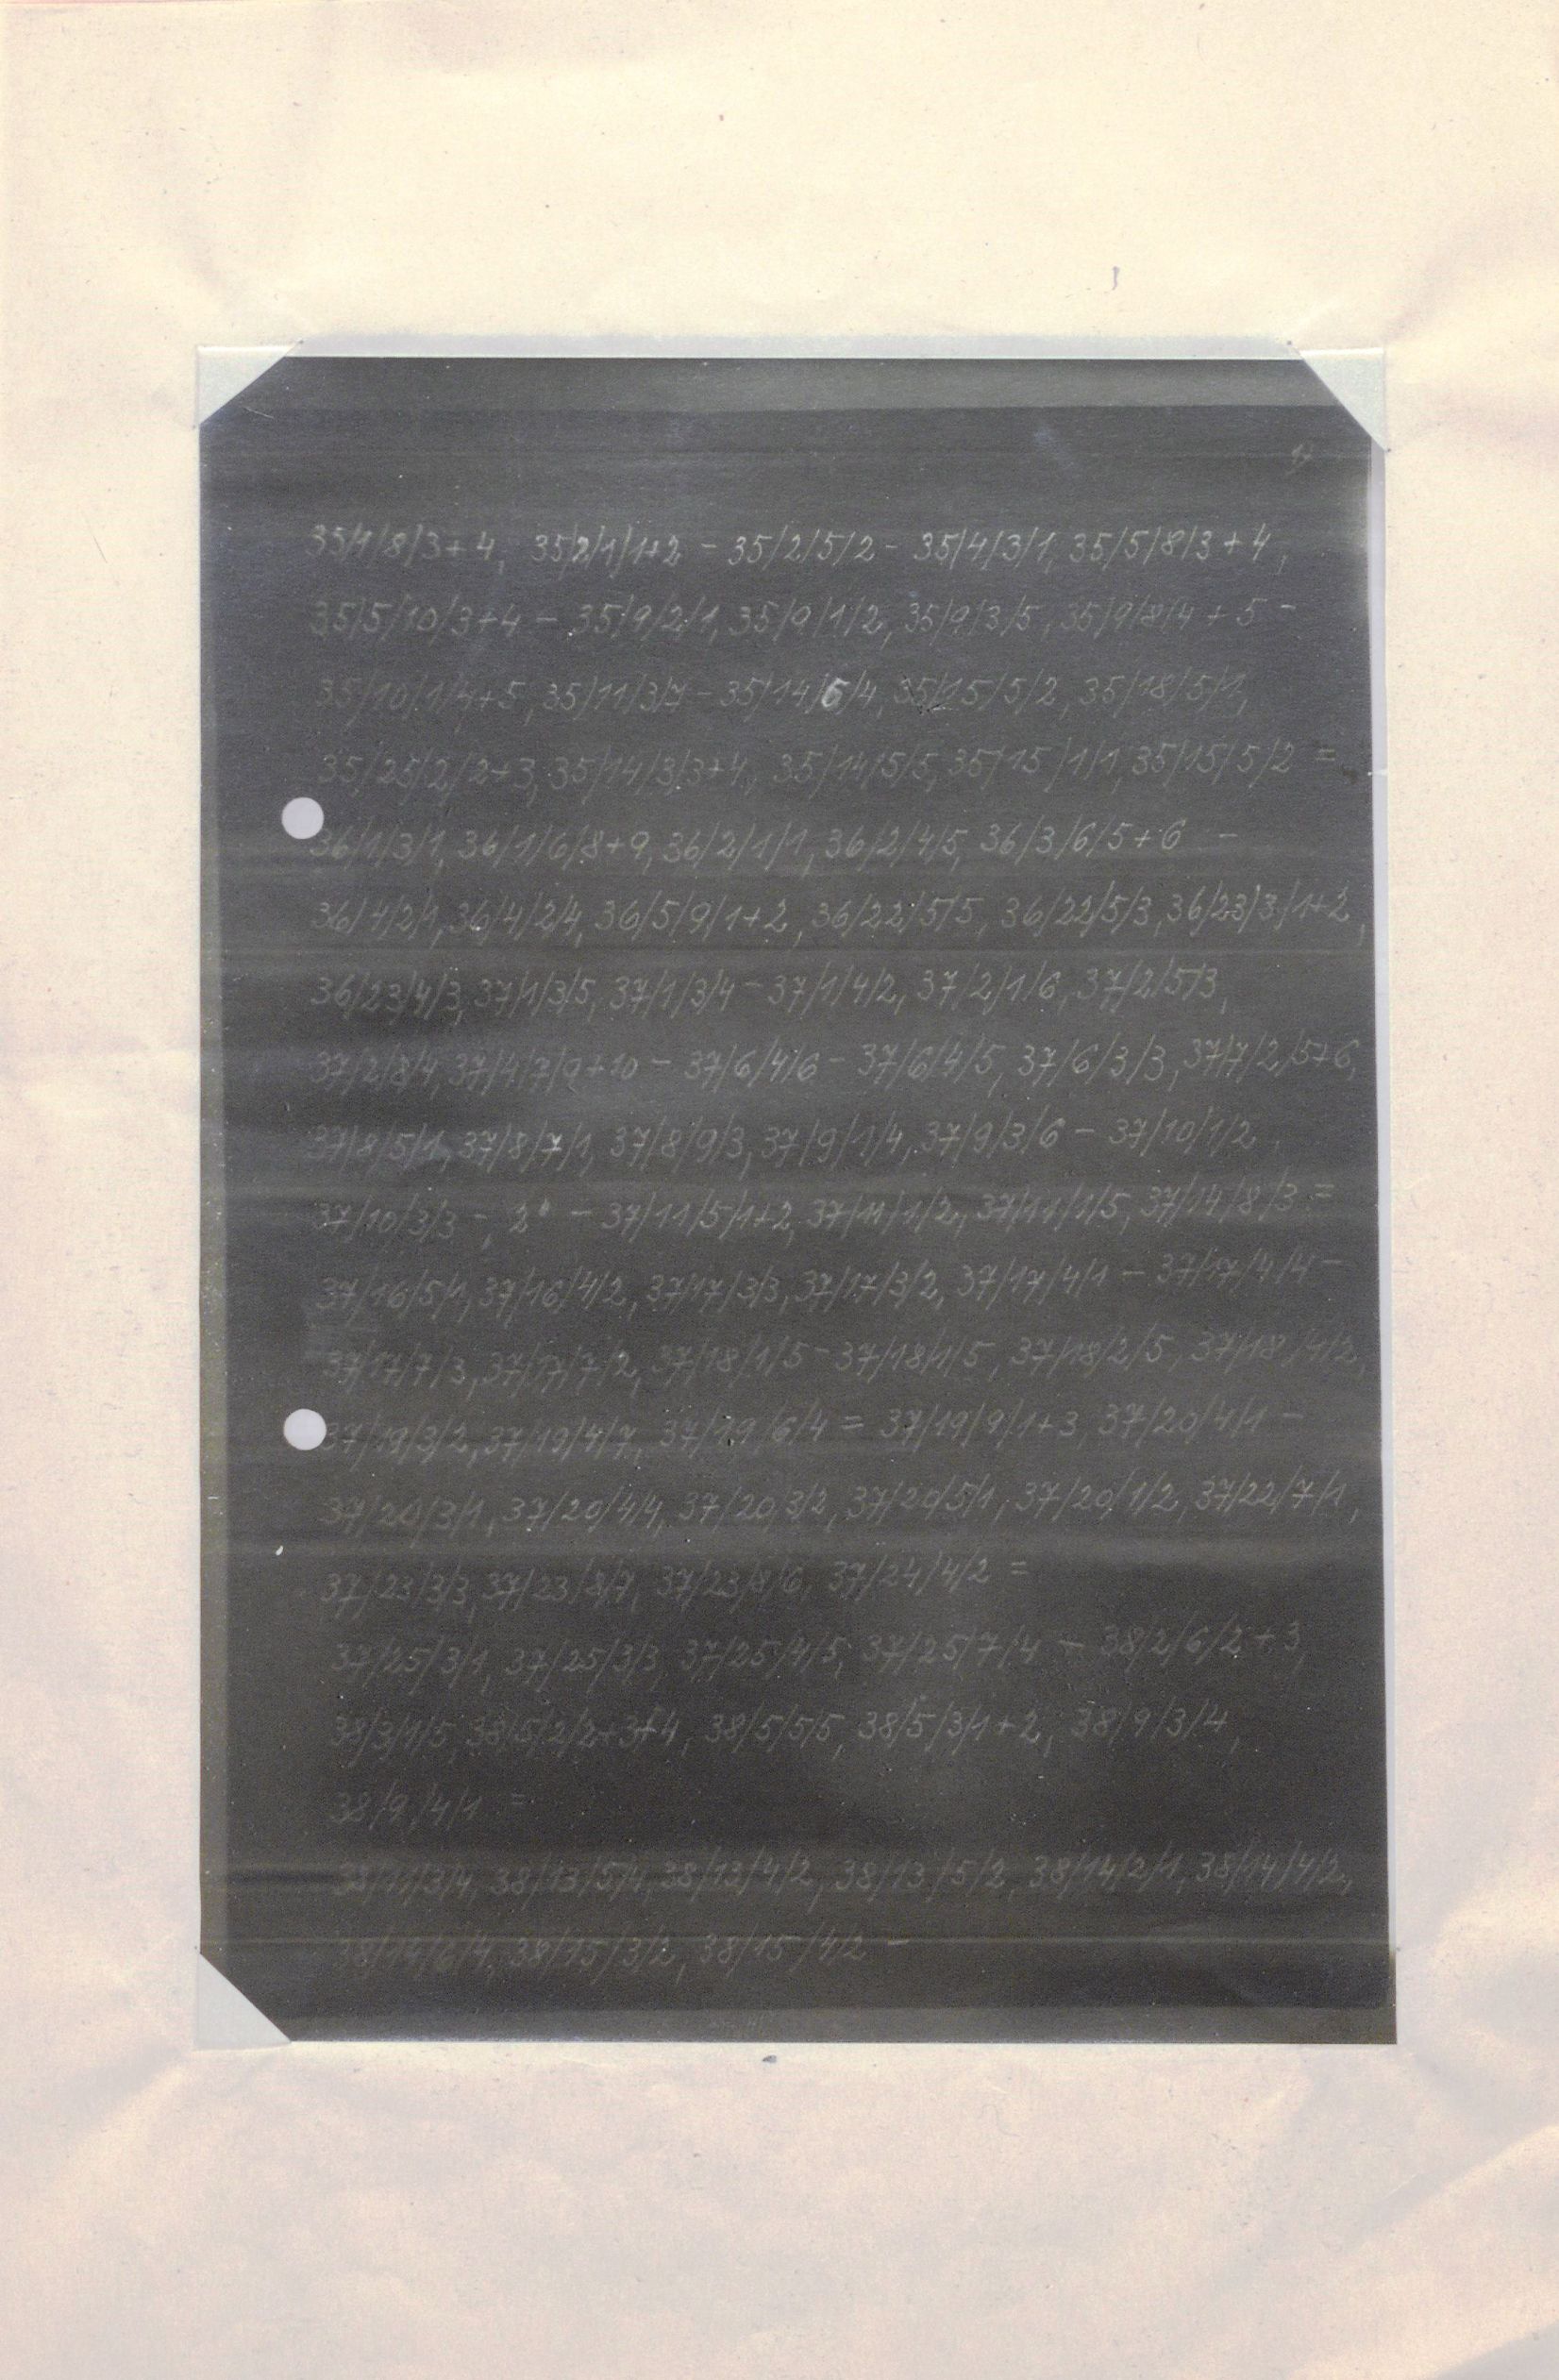 35/1/8/3+4, 35/2/1/1+2 - 35/2/5/2 - 35/4/3/1, 35/5/8/3+4,
35/5/10/3+4 - 35/9/2/1, 35/9/1/2, 35/9/3/5, 35/9/8/4+5 -
35/10/1/4+5, 35/11/3/7 - 35/14/6/4, 35/15/5/2, 35/18/5/1,
35/25/2/2+3, 35/14/3/3+4, 35/14/5/5, 35/15/1/1, 35/15/5/2 =
36/1/3/1, 36/1/6/8+9, 36/2/1/1, 36/2/4/5, 36/3/6/5+6 -
36/4/2/1, 36/4/2/4, 36/5/9/1+2, 36/22/5/5, 36/22/5/3, 36/23/3/1+2,
36/23/4/3, 37/1/3/5, 37/1/3/4 - 37/1/4/2, 37/2/1/6, 37/2/5/3,
37/2/8/4, 37/4/7/9+10 - 37/6/4/6 - 37/6/4/5, 37/6/3/3, 37/7/2/5+6,
37/8/5/1, 37/8/7/1, 37/8/9/3, 37/9/1/4, 37/9/3/6 - 37/10/1/2,
37/10/3/3 -, 2" - 37/11/5/1+2, 37/11/1/2, 37/11/1/5, 37/14/8/3 =
37/16/5/1, 37/16/4/2, 37/17/3/3, 37/17/3/2, 37/17/4/1 - 37/17/4/4 -
37/17/7/3, 37/17/7/2, 37/18/1/5 - 37/18/1/5, 37/18/2/5, 37/18/4/2,
37/19/3/2, 37/19/4/7, 37/19/6/4 = 37/19/9/1+3, 37/20/4/1 -
37/20/3/1, 37/20/4/4, 37/20/3/2, 37/20/5/1, 37/20/1/2, 37/22/7/1,
37/23/3/3, 37/23/8/7, 37/23/8/6, 37/24/4/2 =
37/25/3/1, 37/25/3/3, 37/25/4/5, 37/25/7/4 - 38/2/6/2+3,
38/3/1/5, 38/5/2/2+3+4, 38/5/5/5, 38/5/3/1+2, 38/9/3/4,
38/9/4/1 =
38/11/3/4, 38/13/5/4, 38/13/4/2, 38/13/5/2, 38/14/2/1, 38/14/4/2,
38/14/6/4, 38/15/3/2, 38/15/4/2 -